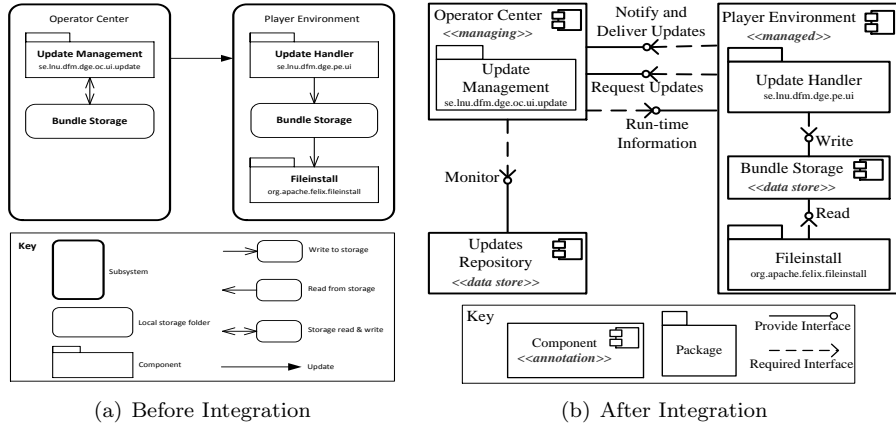 Operator Center
Update Management
se.lnu.dfm.dge.oc.ui.update
Bundle Storage
Player Environment
Update Handler
se.lnu.dfm.dge.pe.ui
Bundle Storage
Fileinstall
org.apache.felix.fileinstall
Key
Subsystem
Local storage folder
Component
Write to storage
Read from storage
Storage read & write
Update
(a) Before Integration
Operator Center
<<managing>>
Update
Management
se.lnu.dfm.dge.oc.ui.update
Notify and
Deliver Updates
Request Updates
Run-time
Information
Monitor
Updates
Repository
<<data store>>
Player Environment
<<managed>>
Update Handler
se.lnu.dfm.dge.pe.ui
Write
Bundle Storage
<<data store>>
Read
Fileinstall
org.apache.felix.fileinstall
Key
Component
<<annotation>>
Package
Provide Interface
Required Interface
(b) After Integration